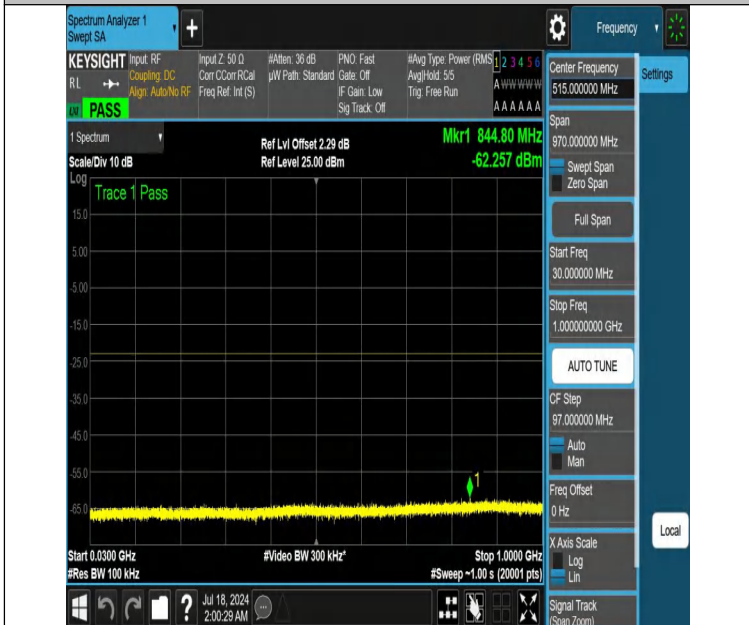 Spectrum Analyzer 1
Swept SA
+
Frequency
KEYSIGHT
RL
PASS
Input: RF
Coupling: DC
Align: Auto/No RF
Input Z: 50 Ω
Corr CCorr RCal
Freq Ref: Int (S)
#Atten: 36 dB
µW Path: Standard
PNO: Fast
Gate: Off
IF Gain: Low
Sig Track: Off
#Avg Type: Power (RMS
Avg|Hold: 5/5
Trig: Free Run
1 2 3 4 5 6
A W W W W W
A A A A A A
1 Spectrum
Scale/Div 10 dB
Log
Ref Lvl Offset 2.29 dB
Ref Level 25.00 dBm
Mkr1 844.80 MHz
-62.257 dBm
Trace 1 Pass
15.0
5.00
-5.00
-15.0
-25.0
-35.0
-45.0
-55.0
-65.0
1
Start 0.0300 GHz
#Res BW 100 kHz
#Video BW 300 kHz*
Stop 1.0000 GHz
#Sweep ~1.00 s (20001 pts)
?
Jul 18, 2024
2:00:29 AM
Center Frequency
515.000000 MHz
Settings
Span
970.000000 MHz
Swept Span
Zero Span
Full Span
Start Freq
30.000000 MHz
Stop Freq
1.000000000 GHz
AUTO TUNE
CF Step
97.000000 MHz
Auto
Man
Freq Offset
0 Hz
Local
X Axis Scale
Log
Lin
Signal Track
(Span Zoom)